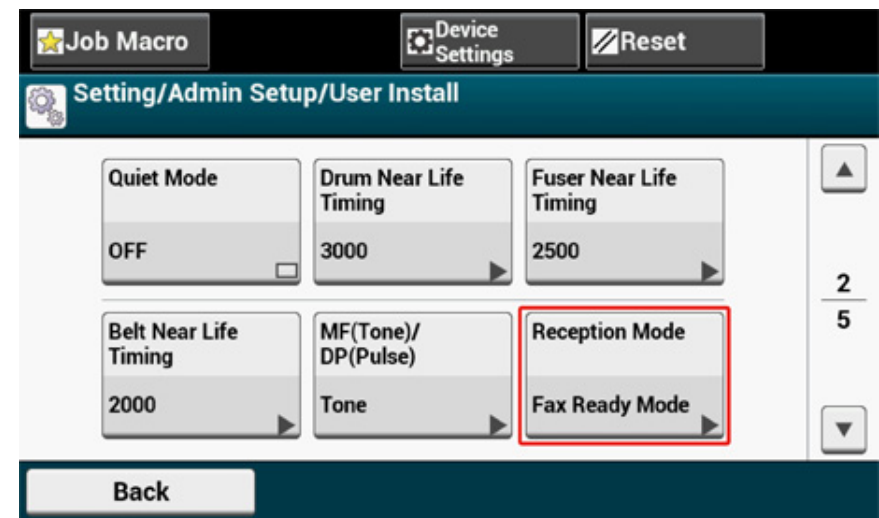 Job Macro
Device
Settings
Reset
Setting/Admin Setup/User Install
Quiet Mode
OFF
Drum Near Life
Timing
3000
Fuser Near Life
Timing
2500
Belt Near Life
Timing
2000
MF(Tone)/
DP(Pulse)
Tone
Reception Mode
Fax Ready Mode
2
5
Back